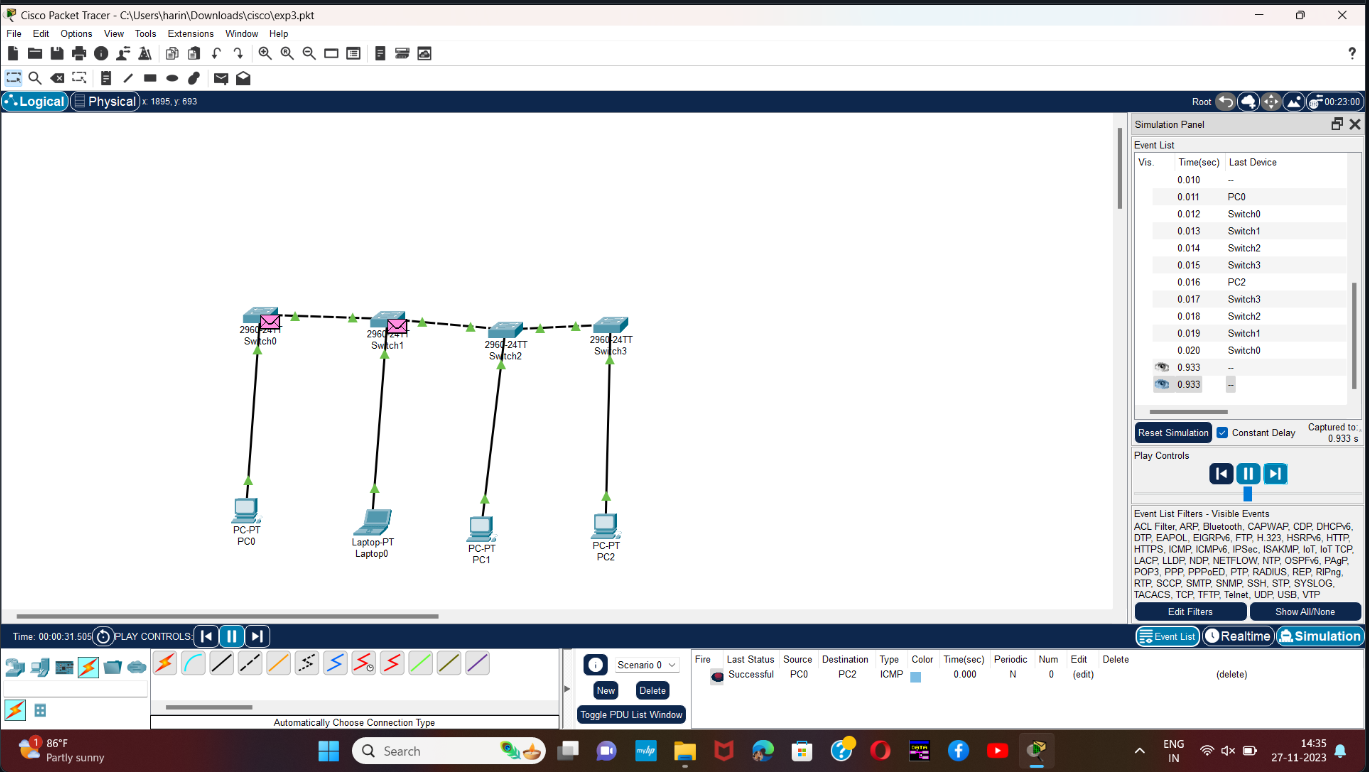 Cisco Packet Tracer - C:\Users\harin\Downloads\cisco\exp3.pkt
File Edit Options View Tools Extensions Window Help
?
Logical Physical x: 1895, y: 693
Root 00:23:00
Simulation Panel
Event List
Vis. Time(sec) Last Device
0.010 --
0.011 PC0
0.012 Switch0
0.013 Switch1
0.014 Switch2
0.015 Switch3
0.016 PC2
0.017 Switch3
0.018 Switch2
0.019 Switch1
0.020 Switch0
0.933 --
0.933 --
Reset Simulation Constant Delay
Captured to:
0.933 s
Play Controls
Event List Filters - Visible Events
ACL Filter, ARP, Bluetooth, CAPWAP, CDP, DHCPv6,
DTP, EAPOL, EIGRPv6, FTP, H.323, HSRPv6, HTTP,
HTTPS, ICMP, ICMPv6, IPSec, ISAKMP, IoT, IoT TCP,
LACP, LLDP, NDP, NETFLOW, NTP, OSPFv6, PAgP,
POP3, PPP, PPPoED, PTP, RADIUS, REP, RIPng,
RTP, SCCP, SMTP, SNMP, SSH, STP, SYSLOG,
TACACS, TCP, TFTP, Telnet, UDP, USB, VTP
Edit Filters Show All/None
2960-24TT
Switch0
2960-24TT
Switch1
2960-24TT
Switch2
2960-24TT
Switch3
PC-PT
PC0
Laptop-PT
Laptop0
PC-PT
PC1
PC-PT
PC2
Time: 00:00:31.505 PLAY CONTROLS:
Event List Realtime Simulation
Automatically Choose Connection Type
Scenario 0
New Delete
Toggle PDU List Window
Fire Last Status Source Destination Type Color Time(sec) Periodic Num Edit Delete
Successful PC0 PC2 ICMP 0.000 N 0 (edit) (delete)
1
86°F
Partly sunny
Search
ENG
IN
14:35
27-11-2023